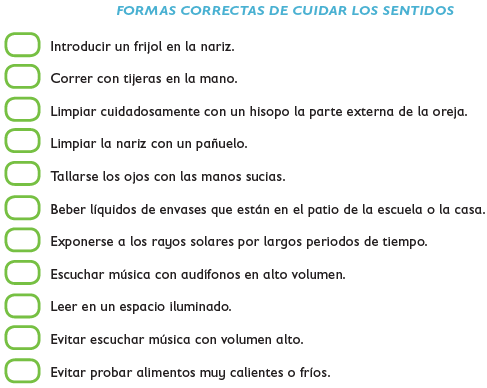 FORMAS CORRECTAS DE CUIDAR LOS SENTIDOS
Introducir un frijol en la nariz.
Correr con tijeras en la mano.
Limpiar cuidadosamente con un hisopo la parte externa de la oreja.
Limpiar la nariz con un pañuelo.
Tallarse los ojos con las manos sucias.
Beber líquidos de envases que están en el patio de la escuela o la casa.
Exponerse a los rayos solares por largos periodos de tiempo.
Escuchar música con audífonos en alto volumen.
Leer en un espacio iluminado.
Evitar escuchar música con volumen alto.
Evitar probar alimentos muy calientes o fríos.